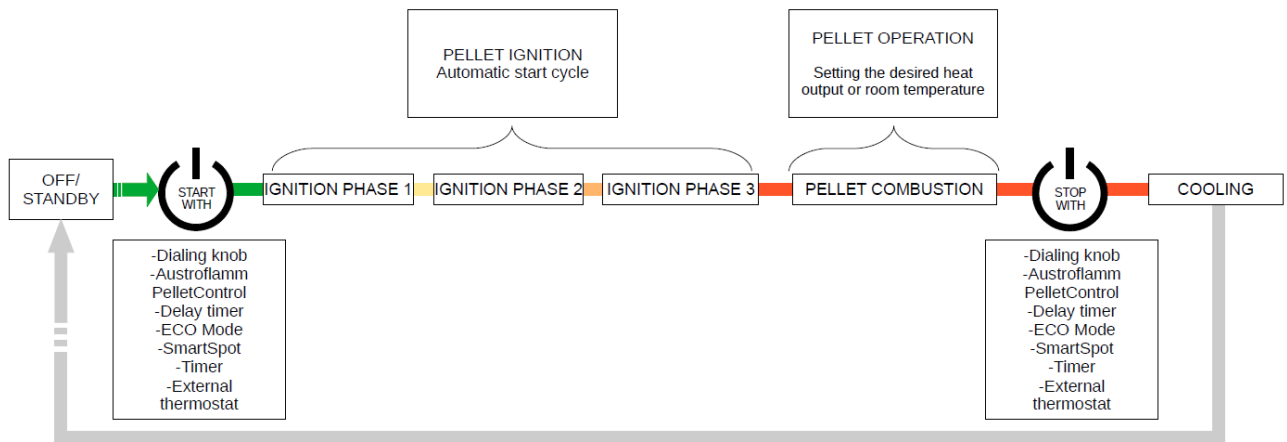 PELLET IGNITION
Automatic start cycle
PELLET OPERATION
Setting the desired heat
output or room temperature
OFF/
STANDBY
START
WITH
IGNITION PHASE 1
IGNITION PHASE 2
IGNITION PHASE 3
PELLET COMBUSTION
STOP
WITH
COOLING
-Dialing knob
-Austroflamm
PelletControl
-Delay timer
-ECO Mode
-SmartSpot
-Timer
-External
thermostat
-Dialing knob
-Austroflamm
PelletControl
-Delay timer
-ECO Mode
-SmartSpot
-Timer
-External
thermostat